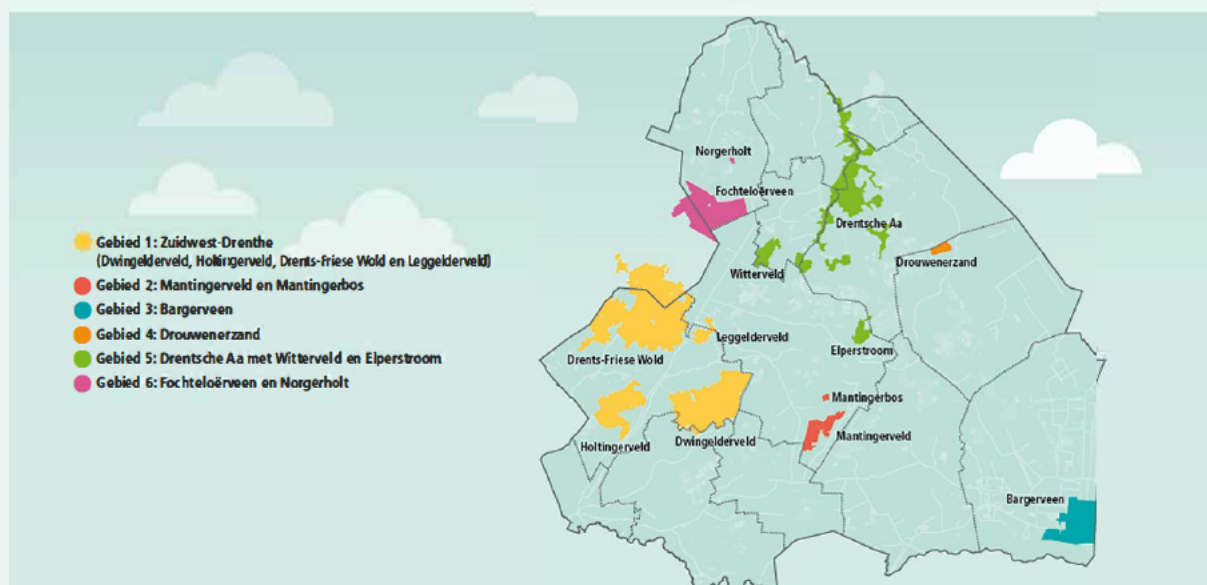 Gebied 1: Zuidwest-Drenthe
(Dwingelderveld, Holtingerveld, Drents-Friese Wold en Leggelderveld)
Gebied 2: Mantingerveld en Mantingerbos
Gebied 3: Bargerveen
Gebied 4: Drouwenerzand
Gebied 5: Drentsche Aa met Witterveld en Elperstroom
Gebied 6: Fochteloërveen en Norgerholt
Norgerholt
Fochteloërveen
Drentsche Aa
Drouwenerzand
Witterveld
Leggelderveld
Elperstroom
Drents-Friese Wold
Mantingerbos
Mantingerveld
Dwingelderveld
Holtingerveld
Bargerveen